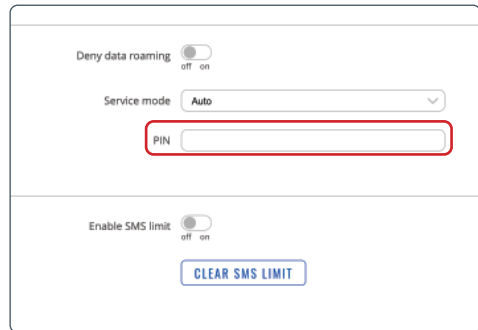 Deny data roaming
off on
Service mode Auto
PIN
Enable SMS limit
off on
CLEAR SMS LIMIT